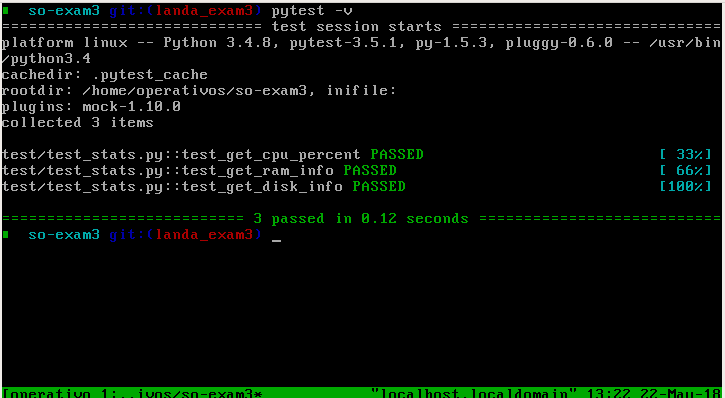 so-exam3 git:(landa_exam3) pytest -v
============================= test session starts ==============================
platform linux -- Python 3.4.8, pytest-3.5.1, py-1.5.3, pluggy-0.6.0 -- /usr/bin
/python3.4
cachedir: .pytest_cache
rootdir: /home/operativos/so-exam3, inifile:
plugins: mock-1.10.0
collected 3 items
test/test_stats.py::test_get_cpu_percent PASSED [ 33%]
test/test_stats.py::test_get_ram_info PASSED [ 66%]
test/test_stats.py::test_get_disk_info PASSED [100%]
=========================== 3 passed in 0.12 seconds ===========================
so-exam3 git:(landa_exam3) _
[operativo 1:..ivos/so-exam3* "localhost.localdomain" 13:22 22-May-18